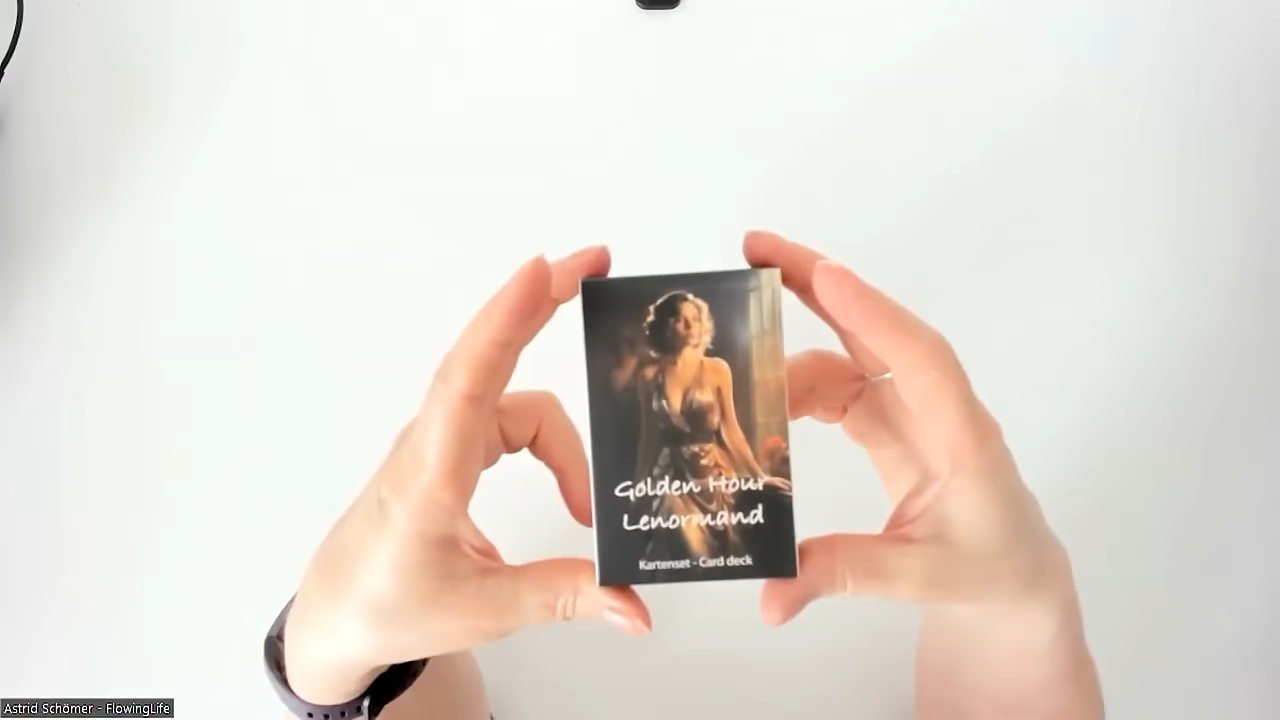 Golden Hour
Lenormand
Kartenset - Card deck
Astrid Schömer - FlowingLife